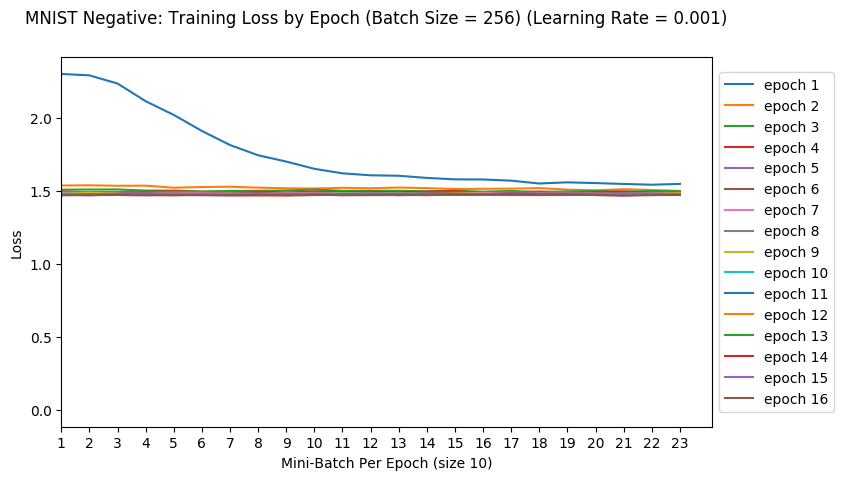 MNIST Negative: Training Loss by Epoch (Batch Size = 256) (Learning Rate = 0.001)
Loss
2.0
1.5
1.0
0.5
0.0
1 2 3 4 5 6 7 8 9 10 11 12 13 14 15 16 17 18 19 20 21 22 23
Mini-Batch Per Epoch (size 10)
epoch 1
epoch 2
epoch 3
epoch 4
epoch 5
epoch 6
epoch 7
epoch 8
epoch 9
epoch 10
epoch 11
epoch 12
epoch 13
epoch 14
epoch 15
epoch 16